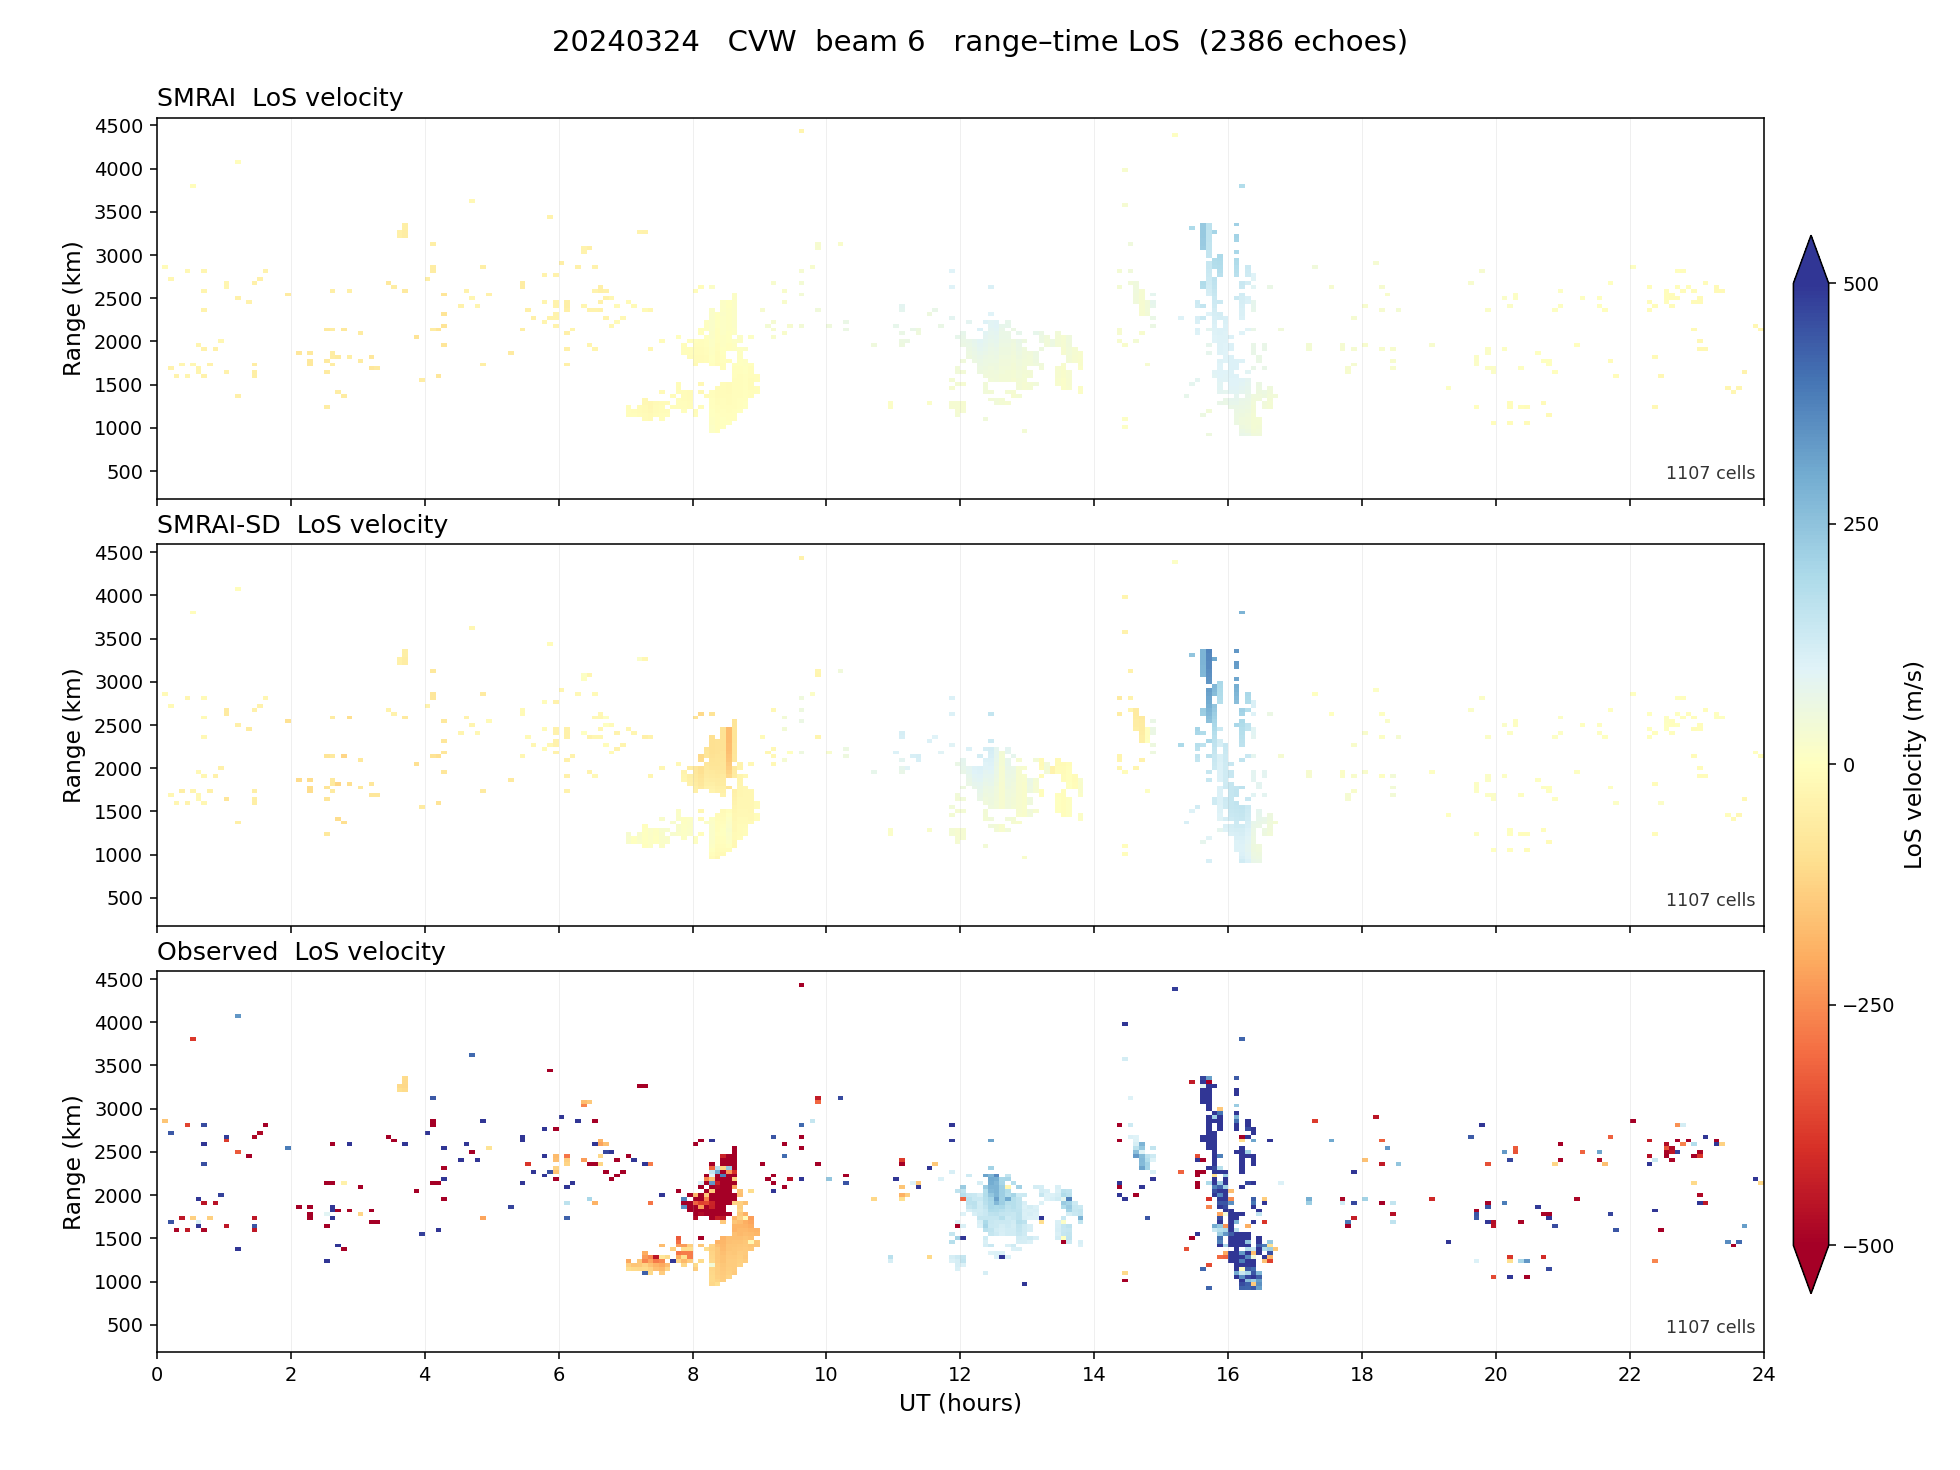 20240324   CVW  beam 6   range–time LoS  (2386 echoes)
SMRAI  LoS velocity
4500
4000
3500
3000
2500
2000
1500
1000
500
Range (km)
1107 cells
SMRAI-SD  LoS velocity
4500
4000
3500
3000
2500
2000
1500
1000
500
Range (km)
1107 cells
Observed  LoS velocity
4500
4000
3500
3000
2500
2000
1500
1000
500
Range (km)
1107 cells
0 2 4 6 8 10 12 14 16 18 20 22 24
UT (hours)
500
250
0
−250
−500
LoS velocity (m/s)